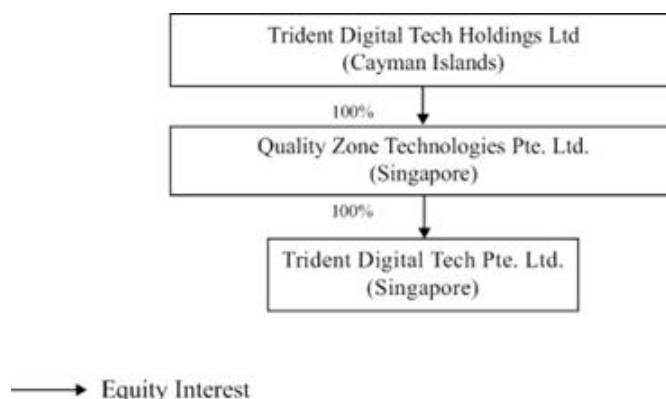 Trident Digital Tech Holdings Ltd
(Cayman Islands)
100%
Quality Zone Technologies Pte. Ltd.
(Singapore)
100%
Trident Digital Tech Pte. Ltd.
(Singapore)
Equity Interest